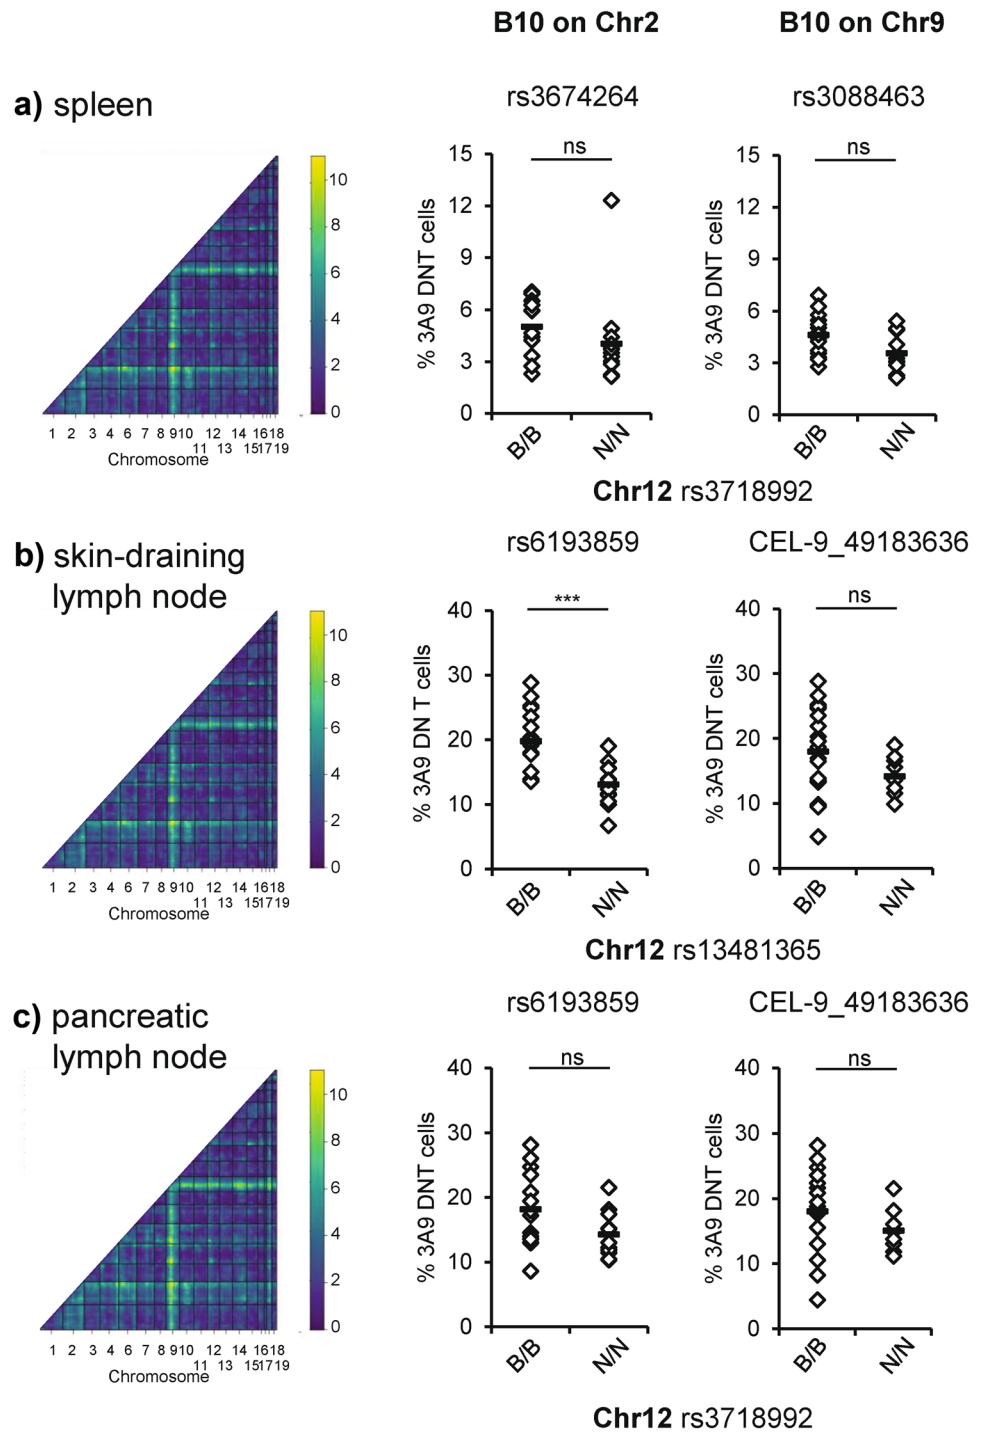 B10 on Chr2 B10 on Chr9
a) spleen
rs3674264 rs3088463
10
8
6
4
2
0
1 2 3 4 6 7 8 9 10 12 14 16 18
11 13 15 17 19
Chromosome
% 3A9 DNT cells
15
12
9
6
3
0
ns
B/B N/N
% 3A9 DNT cells
15
12
9
6
3
0
ns
B/B N/N
Chr12 rs3718992
b) skin-draining
lymph node
rs6193859 CEL-9_49183636
10
8
6
4
2
0
1 2 3 4 6 7 8 9 10 12 14 16 18
11 13 15 17 19
Chromosome
% 3A9 DN T cells
40
30
20
10
0
***
B/B N/N
% 3A9 DNT cells
40
30
20
10
0
ns
B/B N/N
Chr12 rs13481365
c) pancreatic
lymph node
rs6193859 CEL-9_49183636
10
8
6
4
2
0
1 2 3 4 6 7 8 9 10 12 14 16 18
11 13 15 17 19
Chromosome
% 3A9 DNT cells
40
30
20
10
0
ns
B/B N/N
% 3A9 DNT cells
40
30
20
10
0
ns
B/B N/N
Chr12 rs3718992